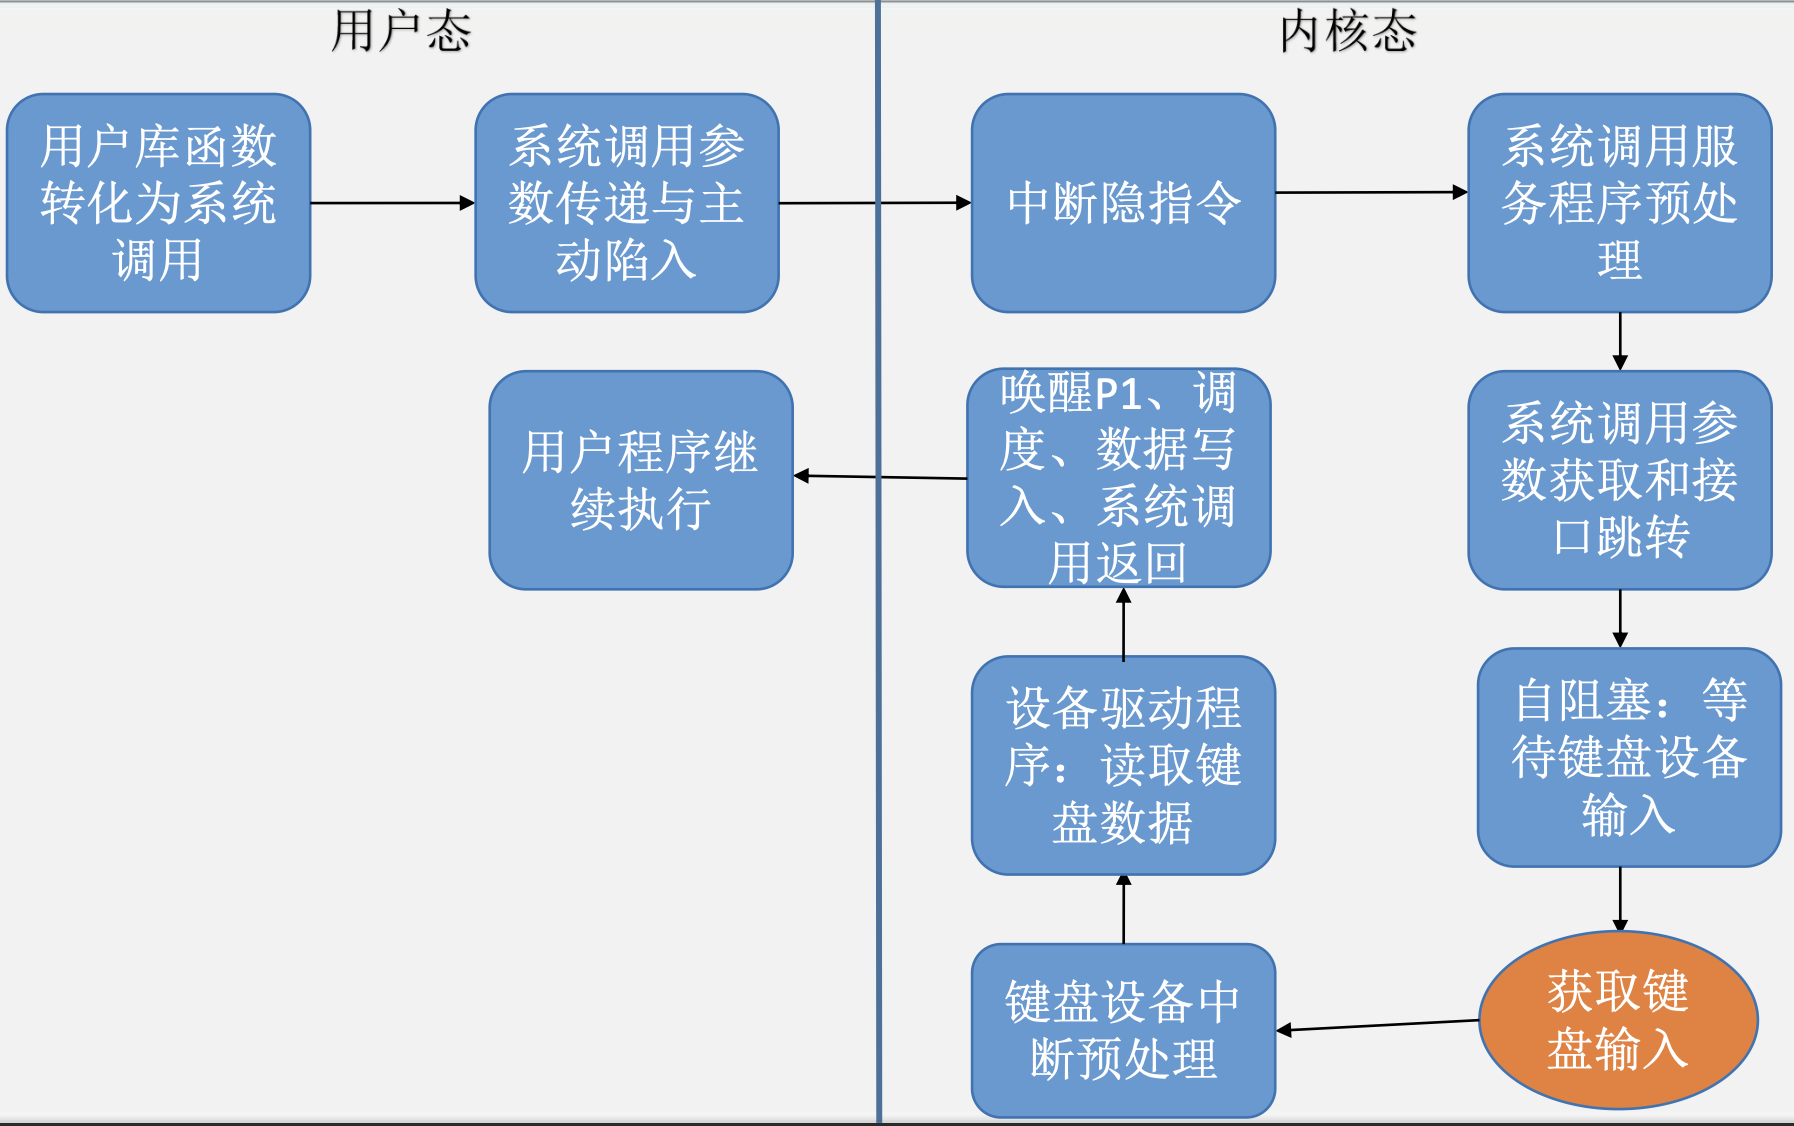 用户态
内核态
用户库函数
转化为系统
调用
系统调用参
数传递与主
动陷入
中断隐指令
系统调用服
务程序预处
理
系统调用参
数获取和接
口跳转
自阻塞：等
待键盘设备
输入
获取键
盘输入
键盘设备中
断预处理
设备驱动程
序：读取键
盘数据
唤醒P1、调
度、数据写
入、系统调
用返回
用户程序继
续执行